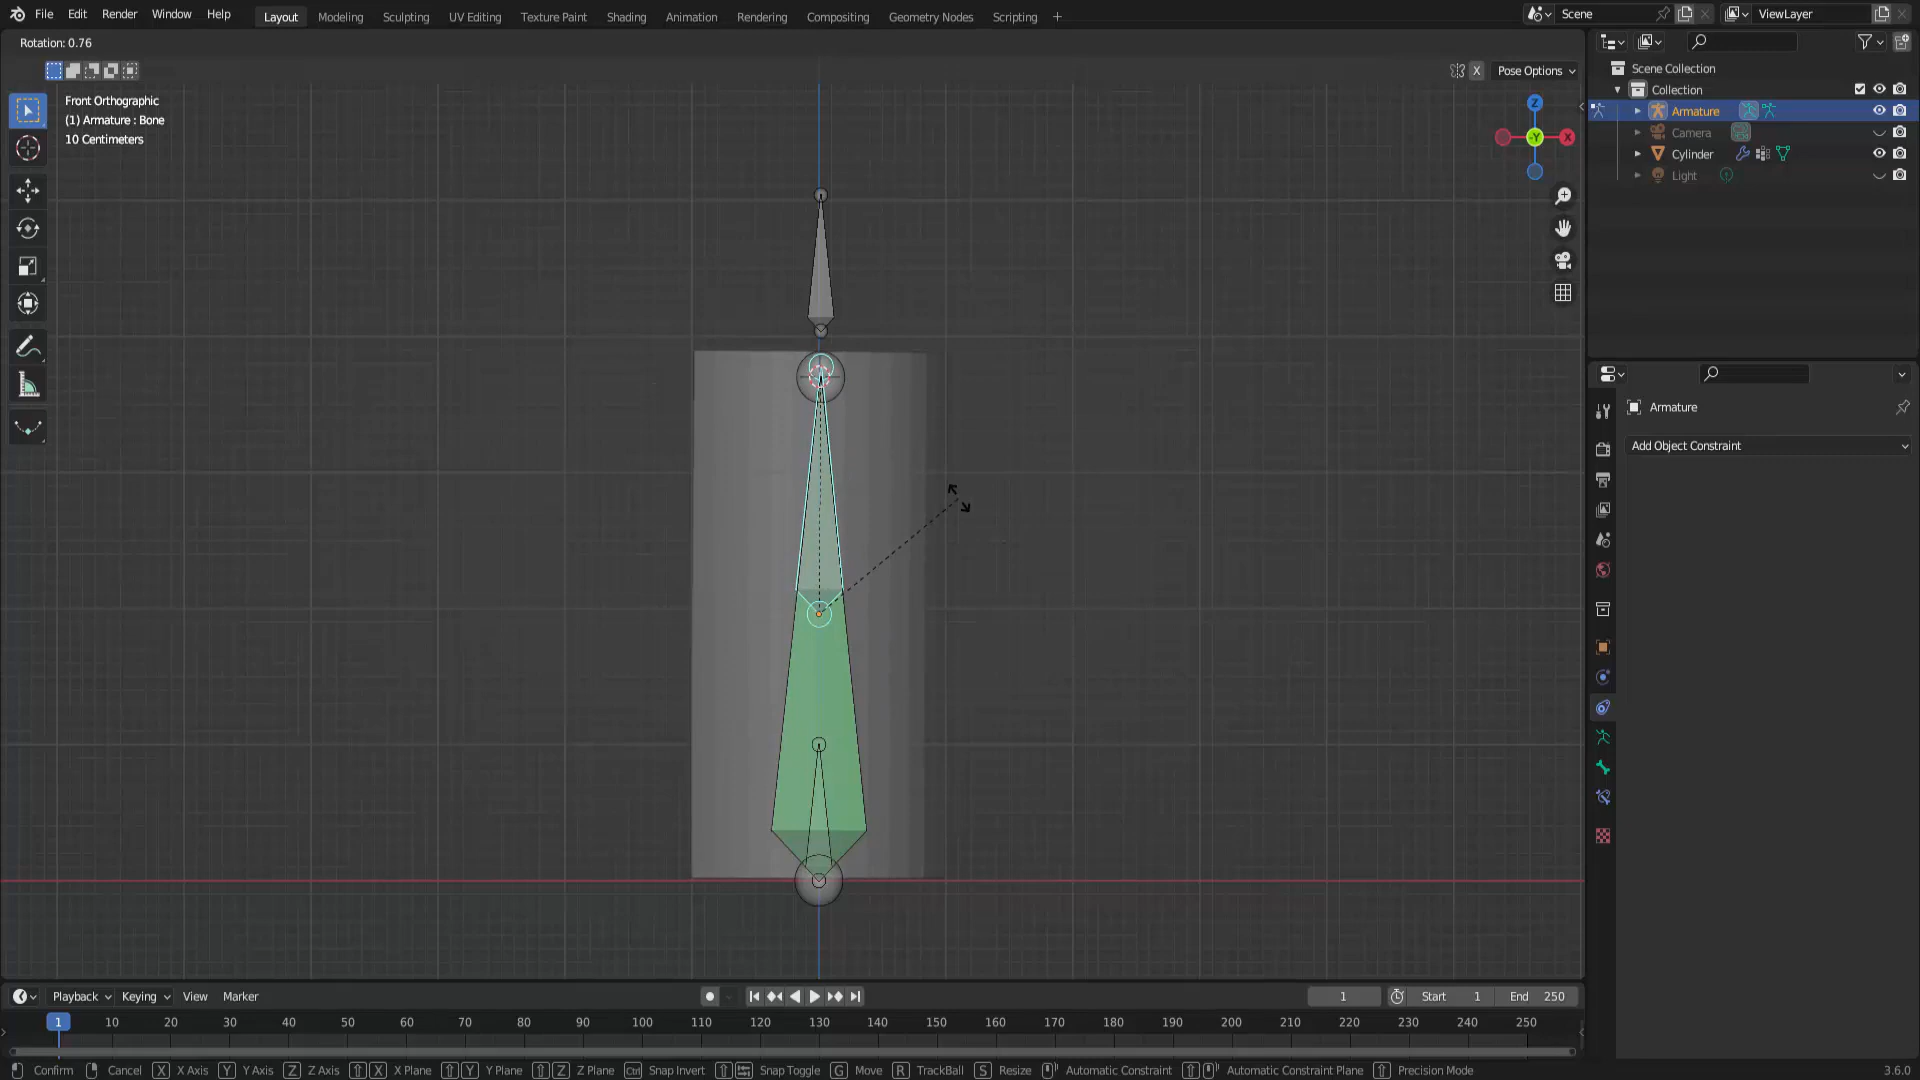 File Edit Render Window Help Layout Modeling Sculpting UV Editing Texture Paint Shading Animation Rendering Compositing Geometry Nodes Scripting + Scene ViewLayer
Rotation: 0.76
X Pose Options
Front Orthographic
(1) Armature : Bone
10 Centimeters
Z
-Y
X
Scene Collection
Collection
Armature
Camera
Cylinder
Light
Armature
Add Object Constraint
Playback Keying View Marker 1 Start 1 End 250
1 10 20 30 40 50 60 70 80 90 100 110 120 130 140 150 160 170 180 190 200 210 220 230 240 250
Confirm Cancel X X Axis Y Y Axis Z Z Axis X X Plane Y Y Plane Z Z Plane Ctrl Snap Invert Snap Toggle G Move R TrackBall S Resize Automatic Constraint Automatic Constraint Plane Precision Mode 3.6.0